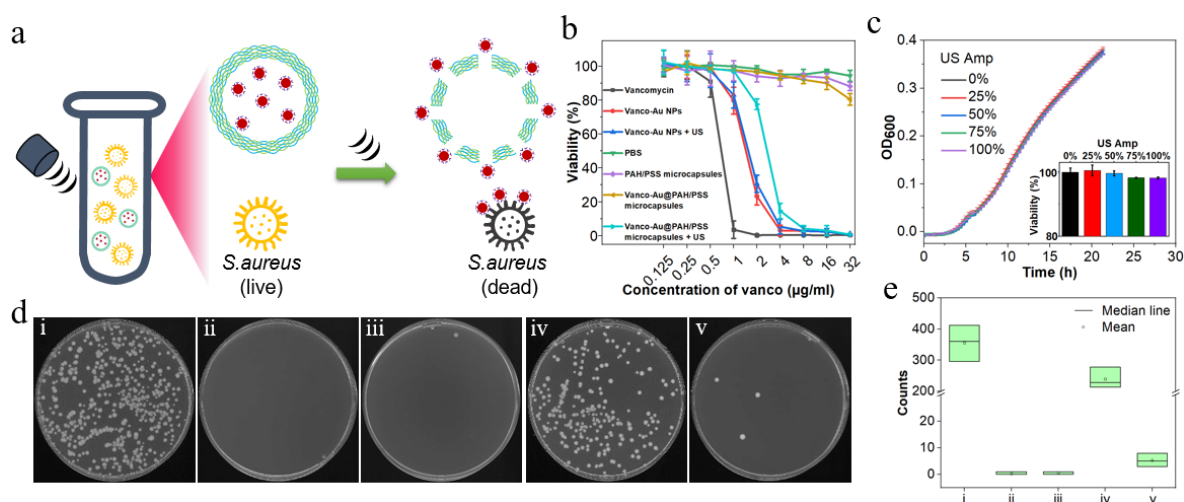 a
S.aureus
(live)
S.aureus
(dead)
b
Viability (%)
100
80
60
40
20
0
Vancomycin
Vanco-Au NPs
Vanco-Au NPs + US
PBS
PAH/PSS microcapsules
Vanco-Au@PAH/PSS
microcapsules
Vanco-Au@PAH/PSS
microcapsules + US
0.125
0.25
0.5
1
2
4
8
16
32
Concentration of vanco (µg/ml)
c
OD600
0.4
0.3
0.2
0.1
0.0
US Amp
0%
25%
50%
75%
100%
US Amp
0% 25% 50% 75% 100%
Viability (%)
100
80
0 5 10 15 20 25 30
Time (h)
d
i
ii
iii
iv
v
e
Counts
500
400
300
200
20
10
0
Median line
Mean
i ii iii iv v